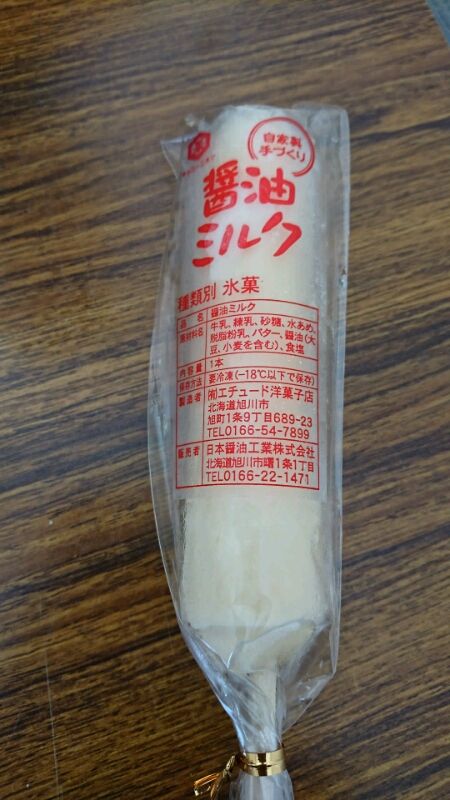 自家製
手づくり
醤油
ミルク
種類別 氷菓
品名 醤油ミルク
原材料名 牛乳、練乳、砂糖、水あめ、
脱脂粉乳、バター、醤油(大
豆、小麦を含む)、食塩
内容量 1本
保存方法 要冷凍(−18℃以下で保存)
製造者 (有)エチュード洋菓子店
北海道旭川市
旭町1条9丁目689-23
TEL0166-54-7899
販売者 日本醤油工業株式会社
北海道旭川市曙1条1丁目
TEL0166-22-1471